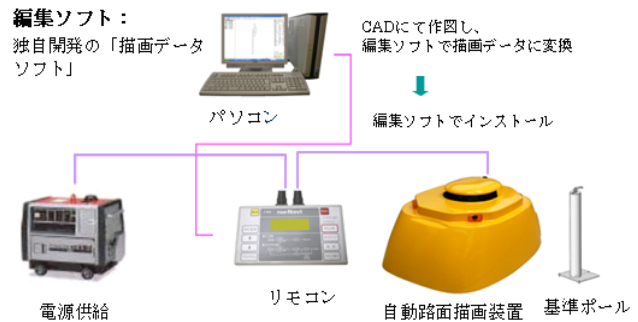 編集ソフト：
独自開発の「描画データ
ソフト」
CADにて作図し、
編集ソフトで描画データに変換
パソコン
編集ソフトでインストール
電源供給
リモコン
自動路面描画装置
基準ポール